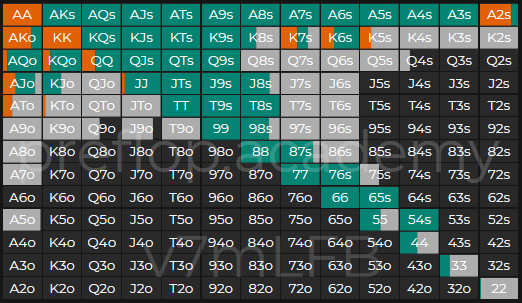 AA AKs AQs AJs ATs A9s A8s A7s A6s A5s A4s A3s A2s
AKo KK KQs KJs KTs K9s K8s K7s K6s K5s K4s K3s K2s
AQo KQo QQ QJs QTs Q9s Q8s Q7s Q6s Q5s Q4s Q3s Q2s
AJo KJo QJo JJ JTs J9s J8s J7s J6s J5s J4s J3s J2s
ATo KTo QTo JTo TT T9s T8s T7s T6s T5s T4s T3s T2s
A9o K9o Q9o J9o T9o 99 98s 97s 96s 95s 94s 93s 92s
A8o K8o Q8o J8o T8o 98o 88 87s 86s 85s 84s 83s 82s
A7o K7o Q7o J7o T7o 97o 87o 77 76s 75s 74s 73s 72s
A6o K6o Q6o J6o T6o 96o 86o 76o 66 65s 64s 63s 62s
A5o K5o Q5o J5o T5o 95o 85o 75o 65o 55 54s 53s 52s
A4o K4o Q4o J4o T4o 94o 84o 74o 64o 54o 44 43s 42s
A3o K3o Q3o J3o T3o 93o 83o 73o 63o 53o 43o 33 32s
A2o K2o Q2o J2o T2o 92o 82o 72o 62o 52o 42o 32o 22
preflop.academy
V7mLFB